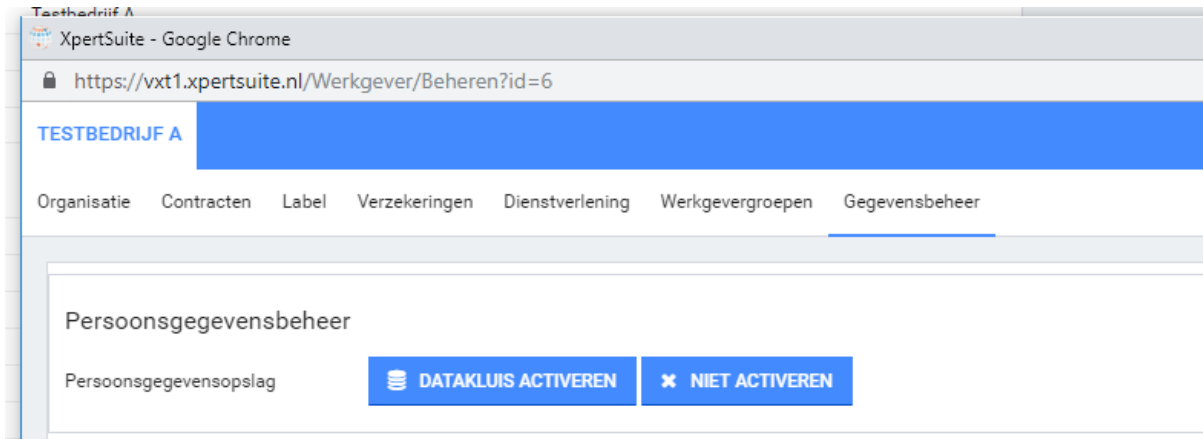 Testbedrijf A
XpertSuite - Google Chrome
https://vxt1.xpertsuite.nl/Werkgever/Beheren?id=6
TESTBEDRIJF A
Organisatie Contracten Label Verzekeringen Dienstverlening Werkgevergroepen Gegevensbeheer
Persoonsgegevensbeheer
Persoonsgegevensopslag DATAKLUIS ACTIVEREN NIET ACTIVEREN